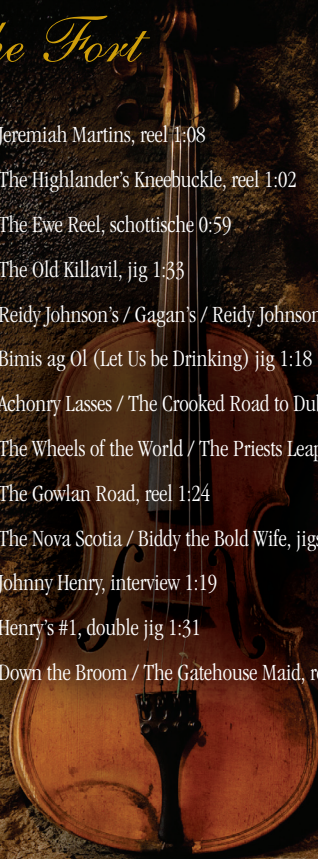 he Fort
Jeremiah Martins, reel 1:08
The Highlander's Kneebuckle, reel 1:02
The Ewe Reel, schottische 0:59
The Old Killavil, jig 1:33
Reidy Johnson's / Gagan's / Reidy Johnson
Bimis ag Ol (Let Us be Drinking) jig 1:18
Achonry Lasses / The Crooked Road to Dub
The Wheels of the World / The Priests Leap
The Gowlan Road, reel 1:24
The Nova Scotia / Biddy the Bold Wife, jigs
Johnny Henry, interview 1:19
Henry's #1, double jig 1:31
Down the Broom / The Gatehouse Maid, re